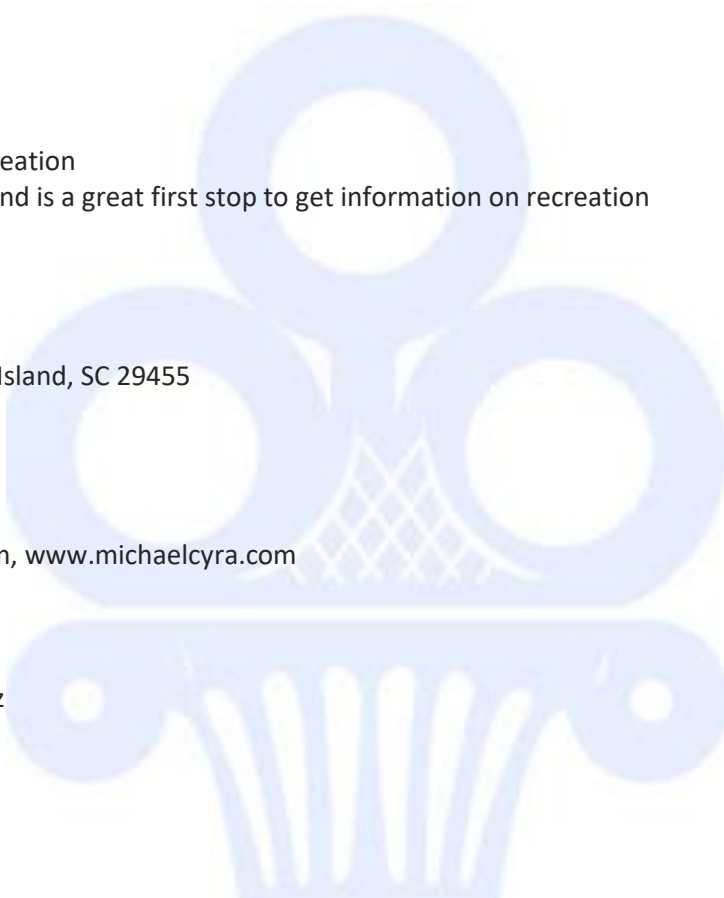 eation
nd is a great first stop to get information on recreation
Island, SC 29455
, www.michaelcyra.com
z